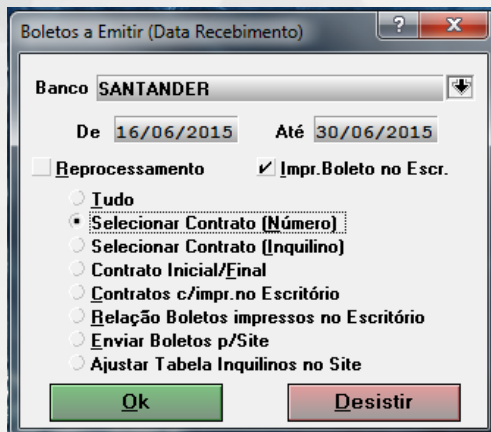 Boletos a Emitir (Data Recebimento)
Banco SANTANDER
De 16/06/2015 Até 30/06/2015
Reprocessamento Impr.Boleto no Escr.
Tudo
Selecionar Contrato (Número)
Selecionar Contrato (Inquilino)
Contrato Inicial/Final
Contratos c/impr.no Escritório
Relação Boletos impressos no Escritório
Enviar Boletos p/Site
Ajustar Tabela Inquilinos no Site
Ok Desistir